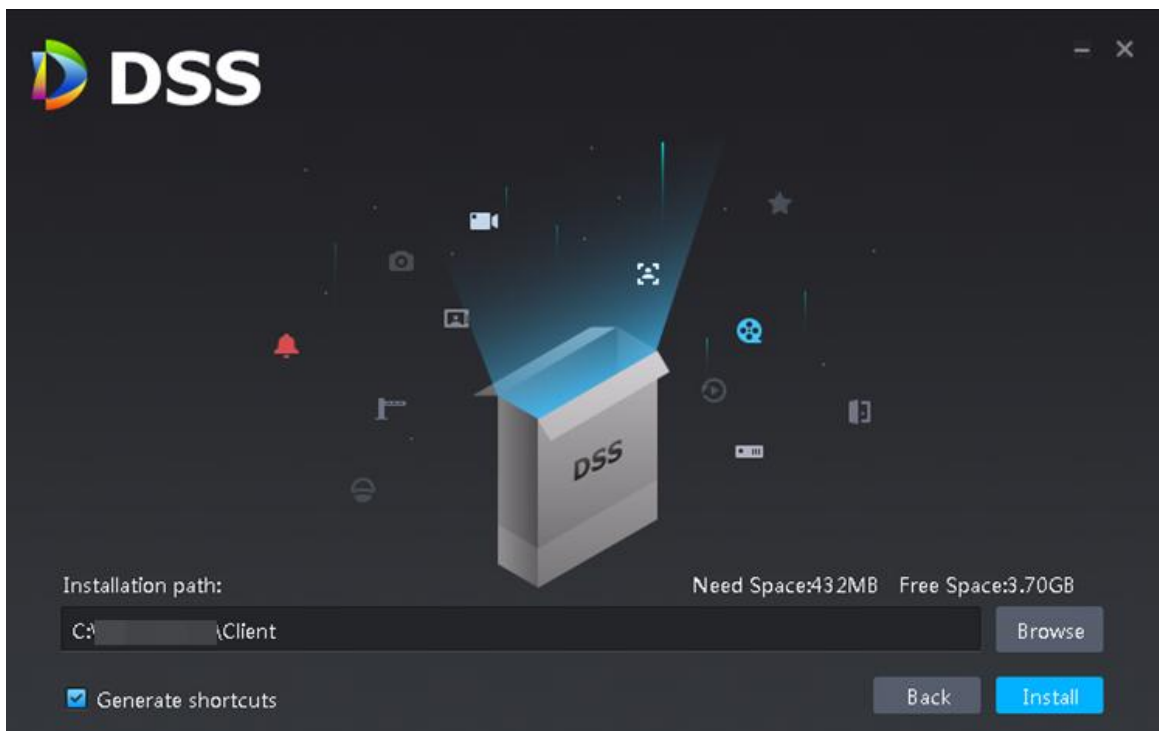 DSS
DSS
Installation path:
Need Space:432MB Free Space:3.70GB
C:\ \Client
Browse
Generate shortcuts
Back
Install